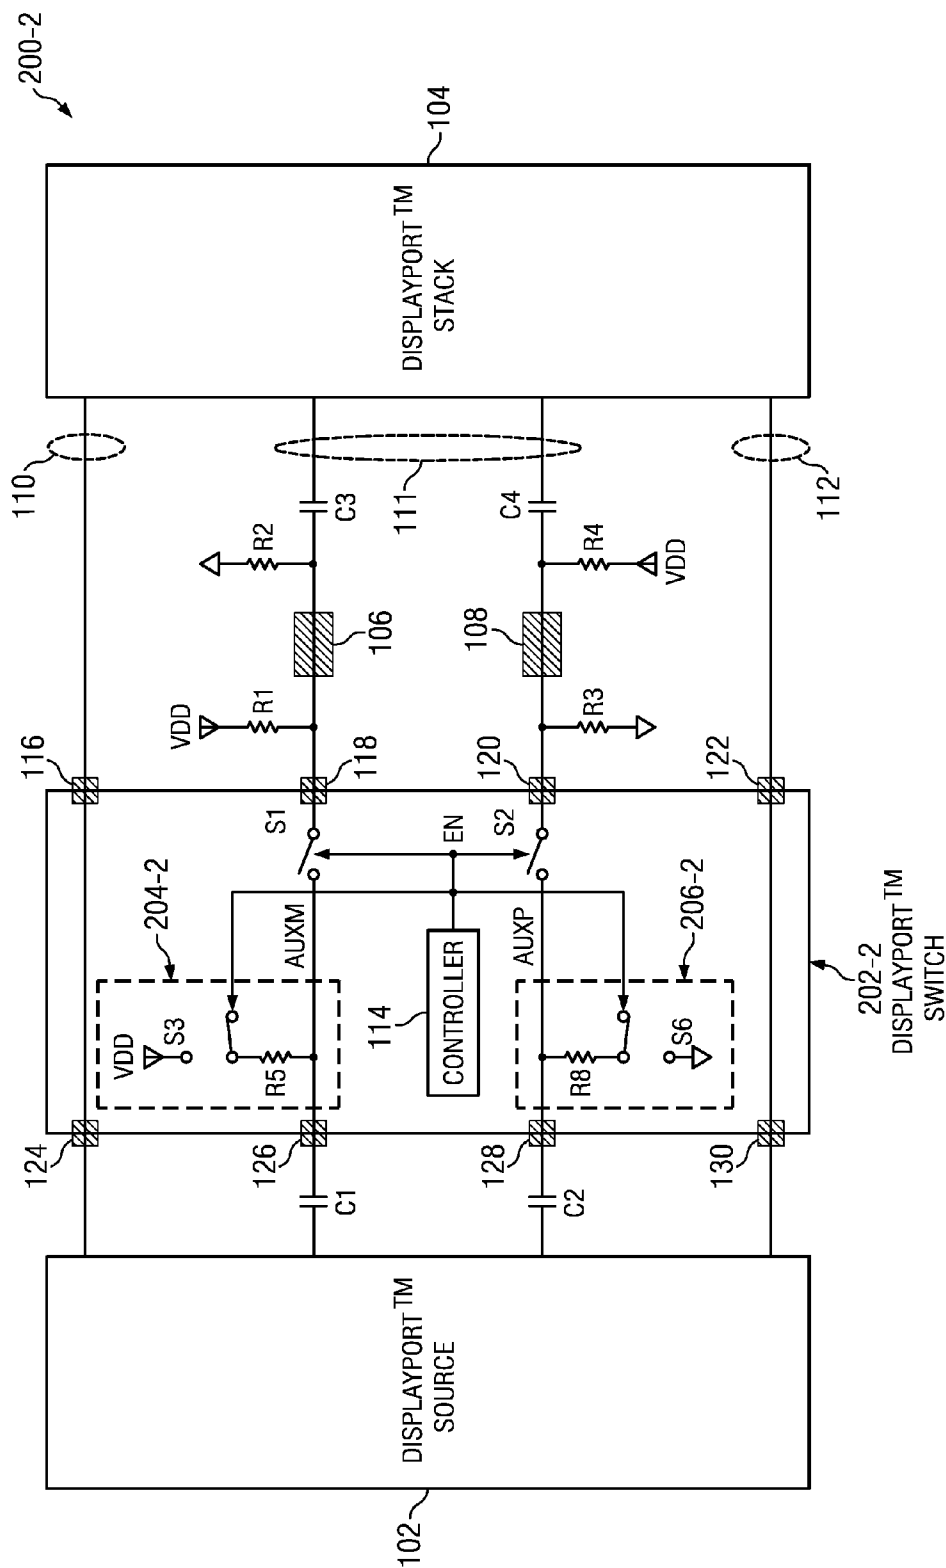 200-2
104
DISPLAYPORT™
STACK
110
111
112
C3
C4
R2
R4
VDD
106
108
VDD
R1
R3
116
118
120
122
S1
S2
EN
204-2
206-2
AUXM
AUXP
VDD
S3
R5
114
CONTROLLER
R8
S6
202-2
DISPLAYPORT™
SWITCH
124
126
128
130
C1
C2
DISPLAYPORT™
SOURCE
102